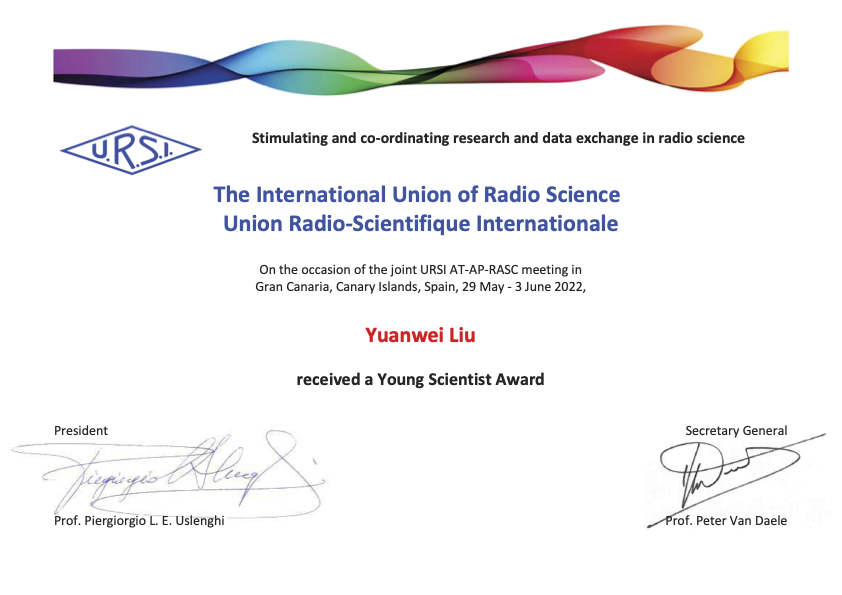 U.R.S.I.
Stimulating and co-ordinating research and data exchange in radio science
The International Union of Radio Science
Union Radio-Scientifique Internationale
On the occasion of the joint URSI AT-AP-RASC meeting in
Gran Canaria, Canary Islands, Spain, 29 May - 3 June 2022,
Yuanwei Liu
received a Young Scientist Award
President
Secretary General
Prof. Piergiorgio L. E. Uslenghi
Prof. Peter Van Daele